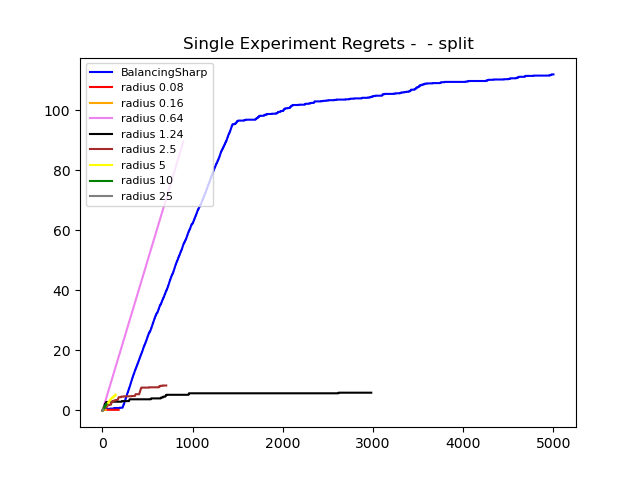 Single Experiment Regrets -  - split
BalancingSharp
radius 0.08
radius 0.16
radius 0.64
radius 1.24
radius 2.5
radius 5
radius 10
radius 25
100
80
60
40
20
0
0 1000 2000 3000 4000 5000